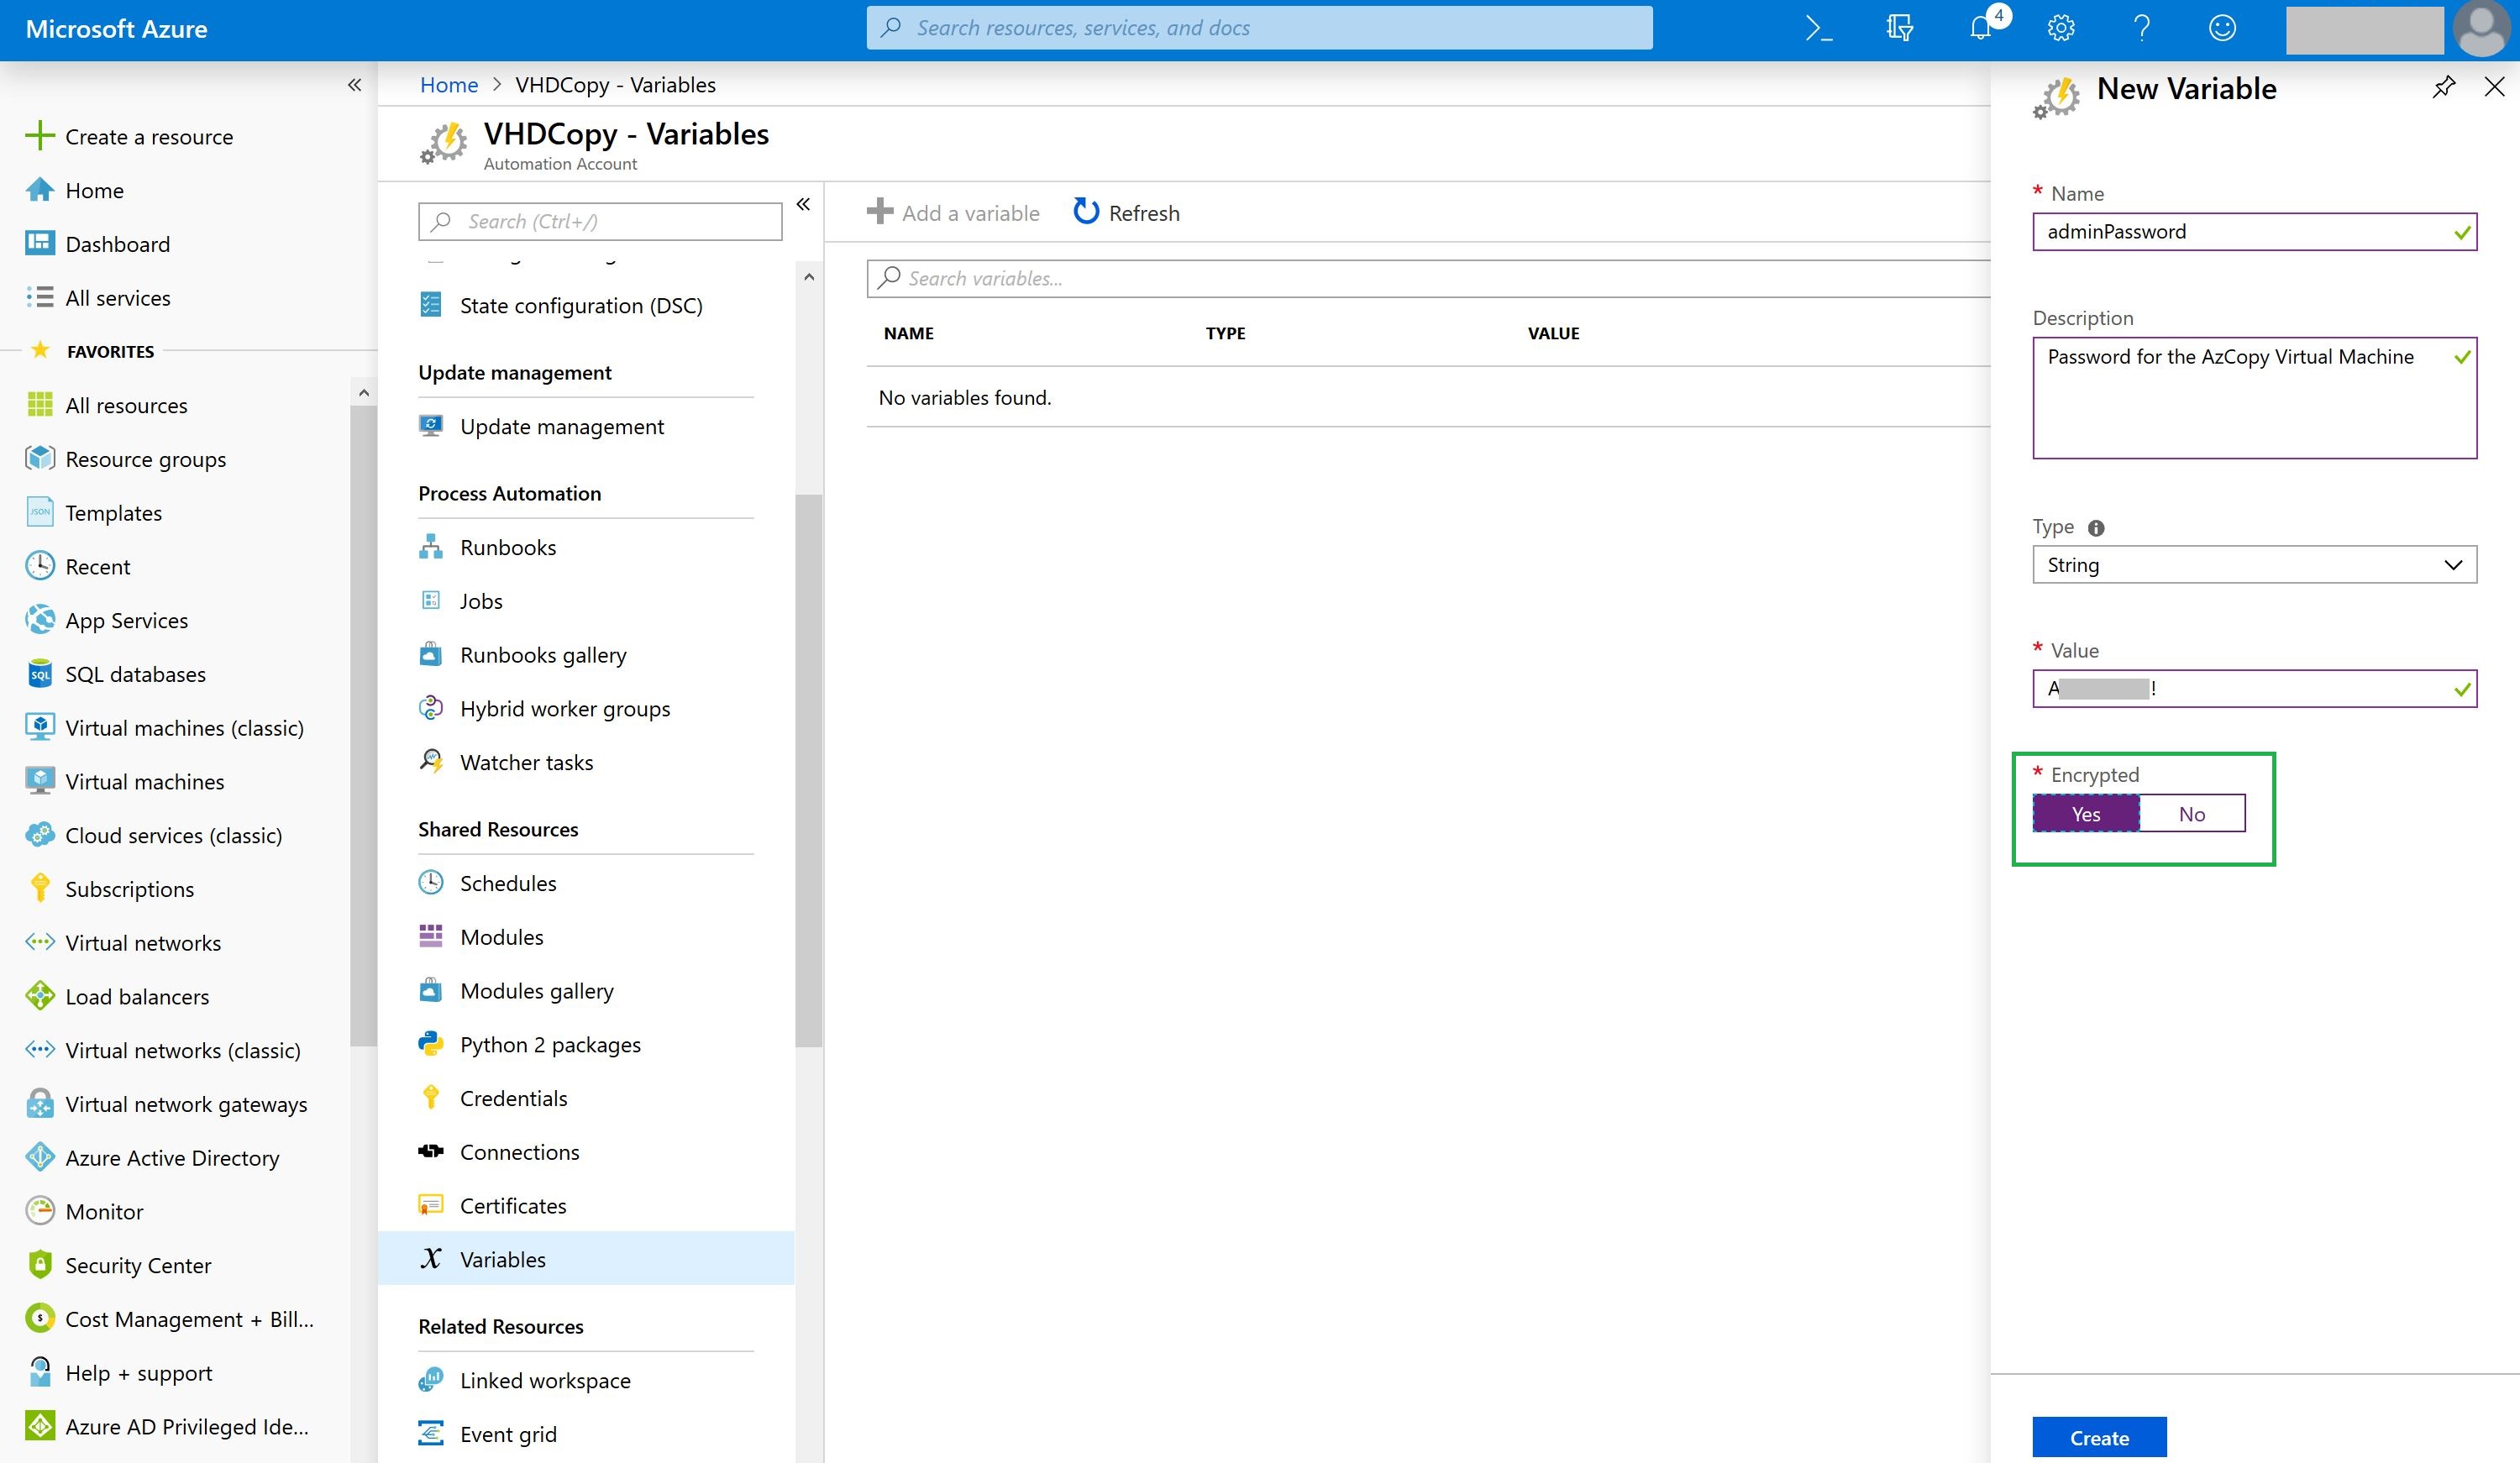 Microsoft Azure
Search resources, services, and docs
4
Create a resource
Home
Dashboard
All services
FAVORITES
All resources
Resource groups
Templates
Recent
App Services
SQL databases
Virtual machines (classic)
Virtual machines
Cloud services (classic)
Subscriptions
Virtual networks
Load balancers
Virtual networks (classic)
Virtual network gateways
Azure Active Directory
Monitor
Security Center
Cost Management + Bill...
Help + support
Azure AD Privileged Ide...
Home > VHDCopy - Variables
VHDCopy - Variables
Automation Account
Search (Ctrl+/)
State configuration (DSC)
Update management
Update management
Process Automation
Runbooks
Jobs
Runbooks gallery
Hybrid worker groups
Watcher tasks
Shared Resources
Schedules
Modules
Modules gallery
Python 2 packages
Credentials
Connections
Certificates
Variables
Related Resources
Linked workspace
Event grid
Add a variable
Refresh
Search variables...
NAME TYPE VALUE
No variables found.
New Variable
* Name
adminPassword
Description
Password for the AzCopy Virtual Machine
Type
String
* Value
A !
* Encrypted
Yes No
Create